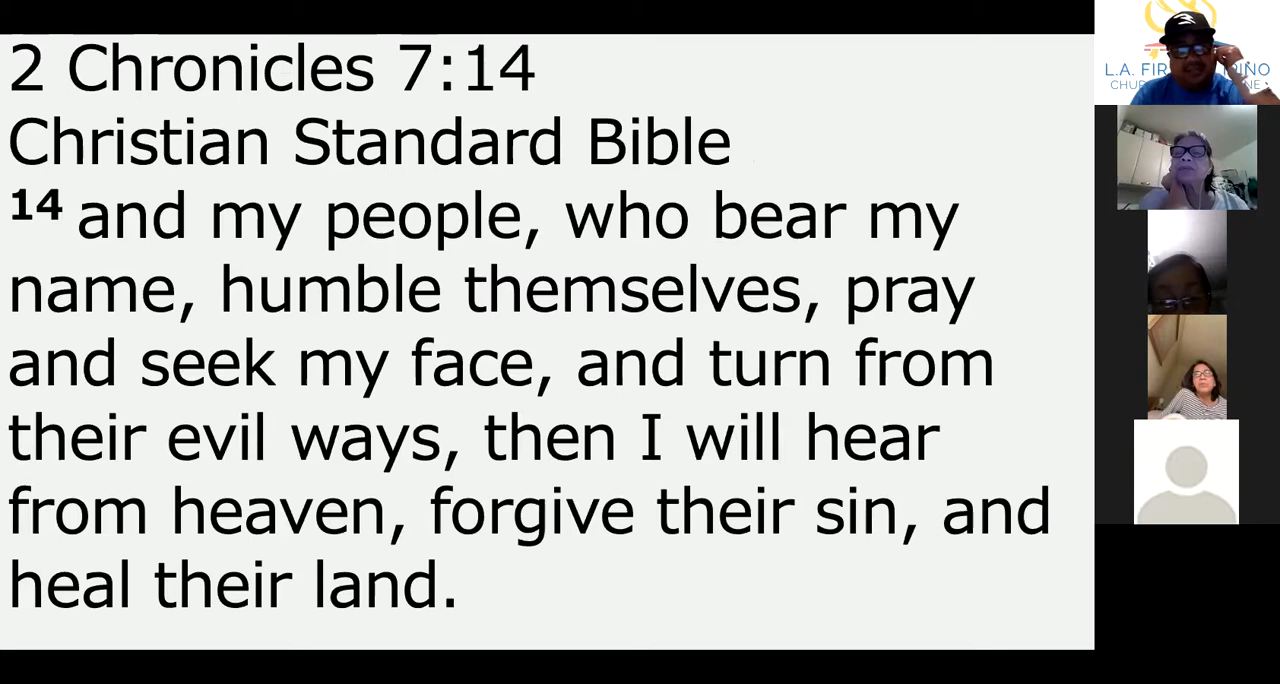 2 Chronicles 7:14
Christian Standard Bible
14 and my people, who bear my
name, humble themselves, pray
and seek my face, and turn from
their evil ways, then I will hear
from heaven, forgive their sin, and
heal their land.
L.A. FIR